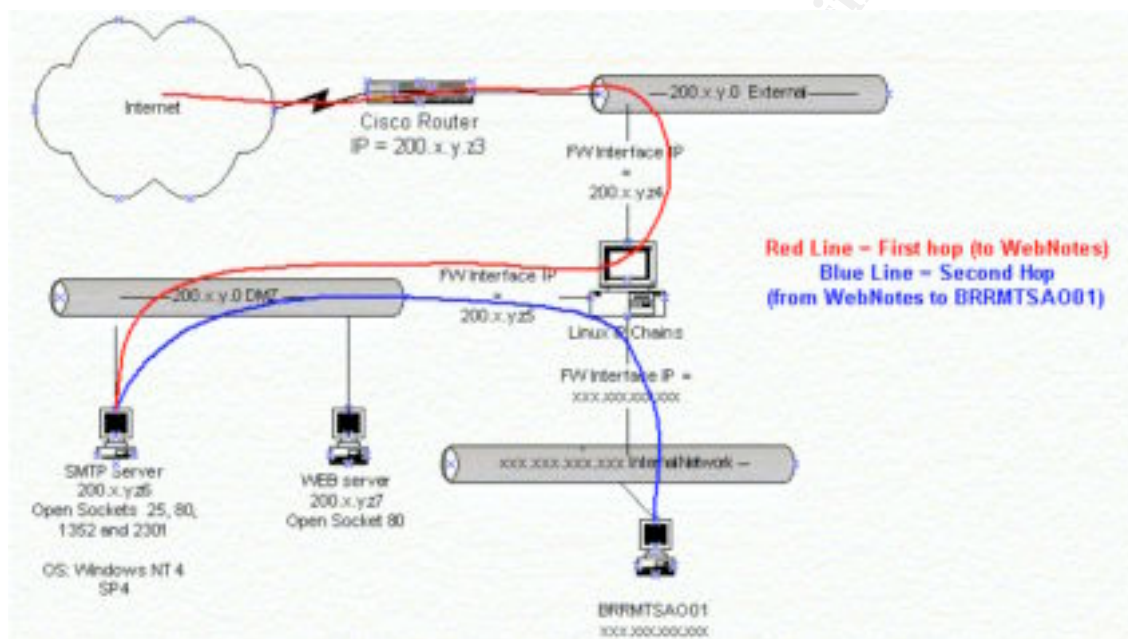 Internet
Cisco Router
IP = 200.x.y.z3
200.x.y.0 External
FW Interface IP
=
200.x.yz4
Red Line = First hop (to WebNotes)
Blue Line = Second Hop
(from WebNotes to BRRMTSAO01)
200.x.y.0 DMZ
FW Interface IP
=
200.x.yz5
Linux IP Chains
FW Interface IP =
xxx.xxx.xxx.xxx
SMTP Server
200.x.yz6
Open Sockets 25, 80,
1352 and 2301
OS: Windows NT 4
SP4
WEB server
200.x.yz7
Open Socket 80
xxx.xxx.xxx.xxx Internal Network
BRRMTSAO01
xxx.xxx.xxx.xxx